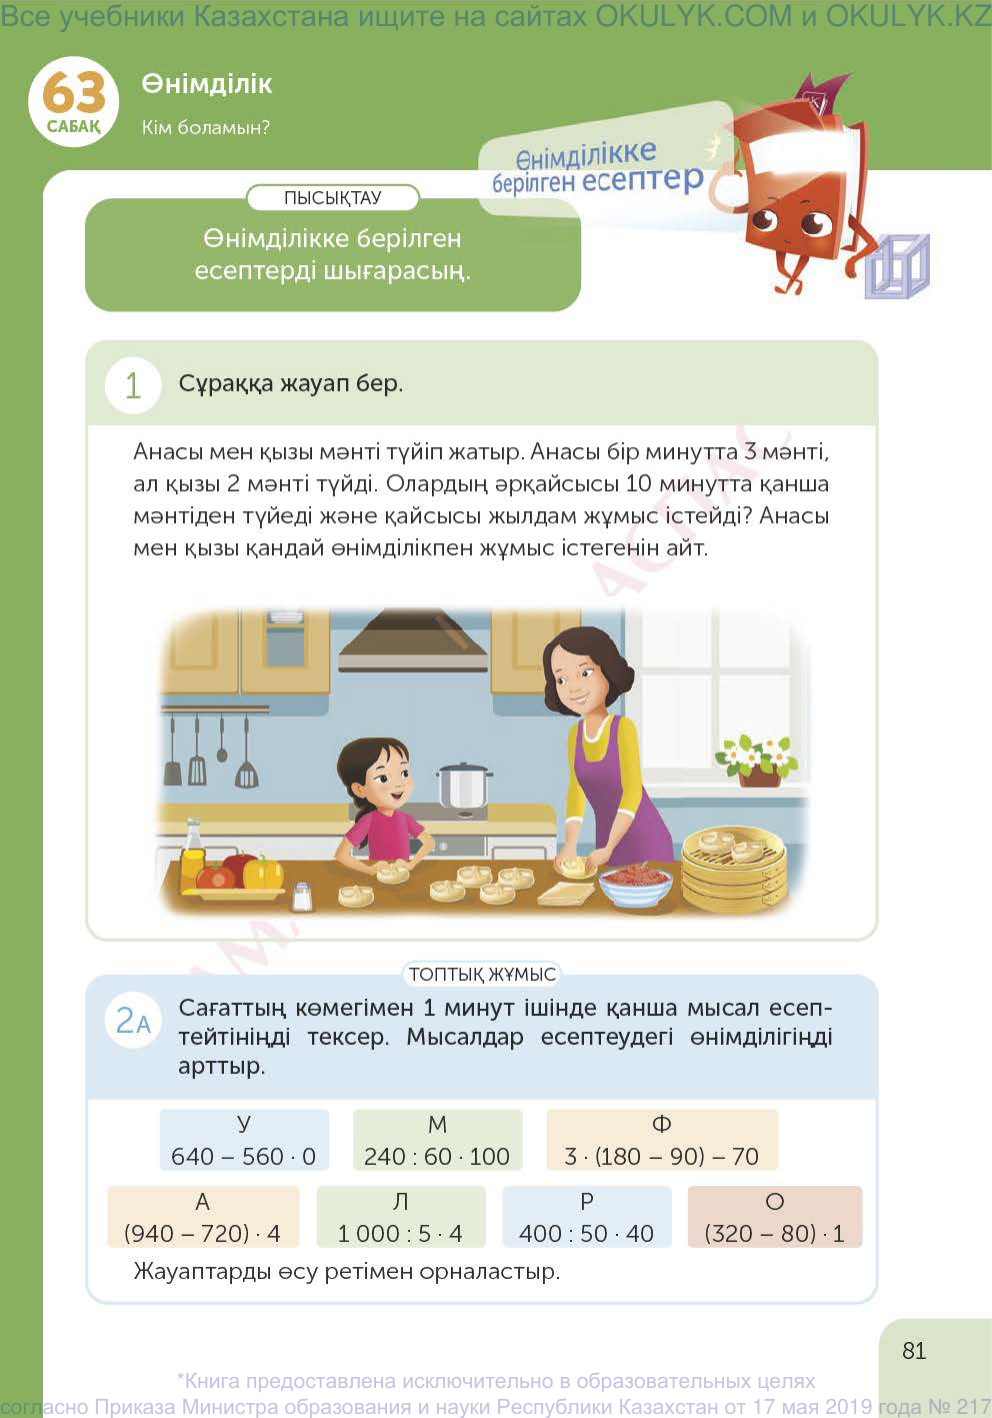 Все учебники Казахстана ищите на сайтах OKULYK.COM и OKULYK.KZ
63
САБАҚ
Өнімділік
Кім боламын?
Өнімділікке
берілген есептер
ПЫСЫҚТАУ
Өнімділікке берілген
есептерді шығарасың.
1
Сұраққа жауап бер.
Анасы мен қызы мәнті түйіп жатыр. Анасы бір минутта 3 мәнті,
ал қызы 2 мәнті түйді. Олардың әрқайсысы 10 минутта қанша
мәнтіден түйеді және қайсысы жылдам жұмыс істейді? Анасы
мен қызы қандай өнімділікпен жұмыс істегенін айт.
ТОПТЫҚ ЖҰМЫС
2А
Сағаттың көмегімен 1 минут ішінде қанша мысал есеп-
тейтініңді тексер. Мысалдар есептеудегі өнімділігіңді
арттыр.
У М Ф
640 – 560 · 0 240 : 60 · 100 3 · (180 – 90) – 70
А Л Р О
(940 – 720) · 4 1 000 : 5 · 4 400 : 50 · 40 (320 – 80) · 1
Жауаптарды өсу ретімен орналастыр.
81
*Книга предоставлена исключительно в образовательных целях
согласно Приказа Министра образования и науки Республики Казахстан от 17 мая 2019 года № 217